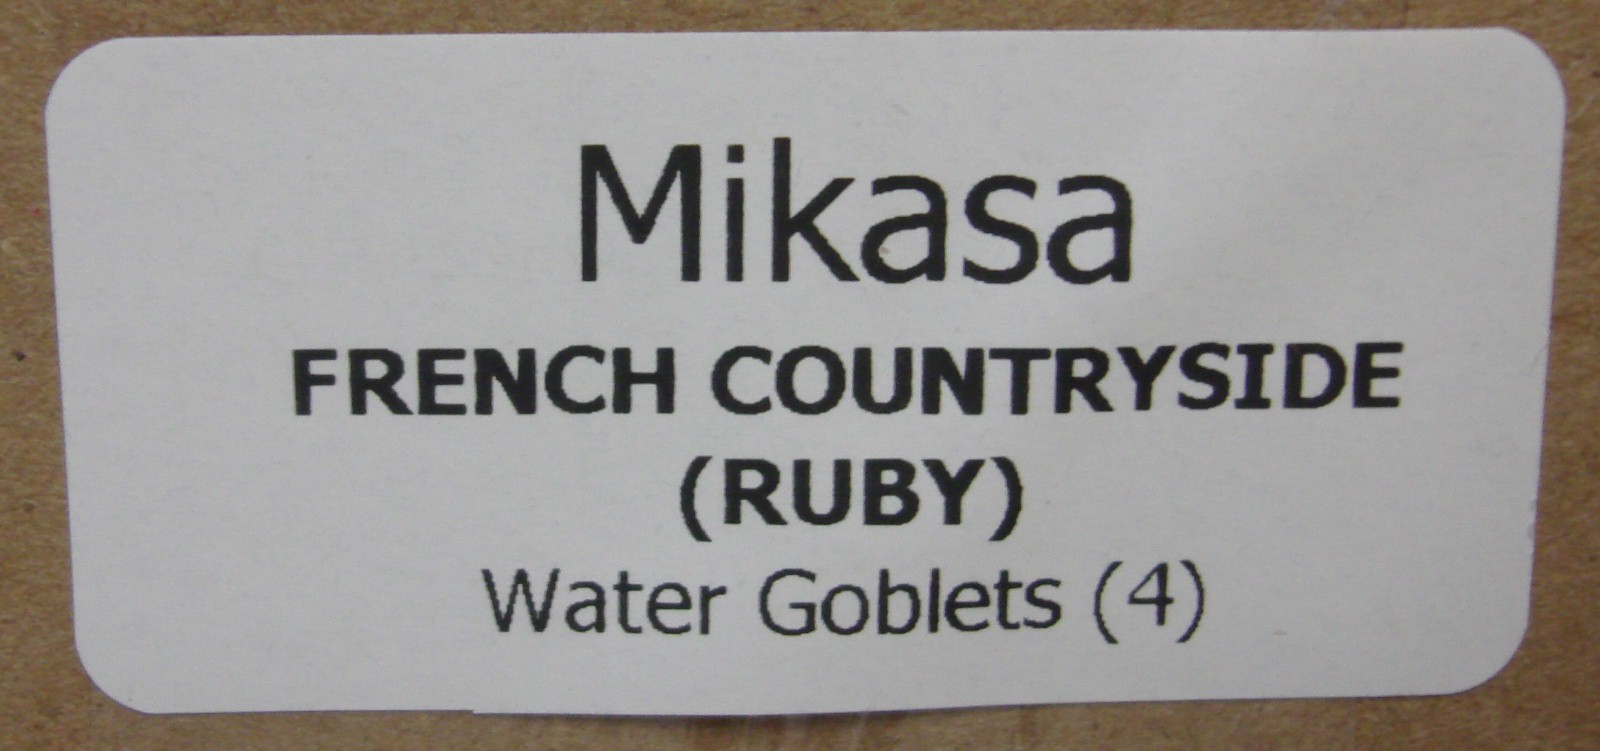 Mikasa
FRENCH COUNTRYSIDE
(RUBY)
Water Goblets (4)